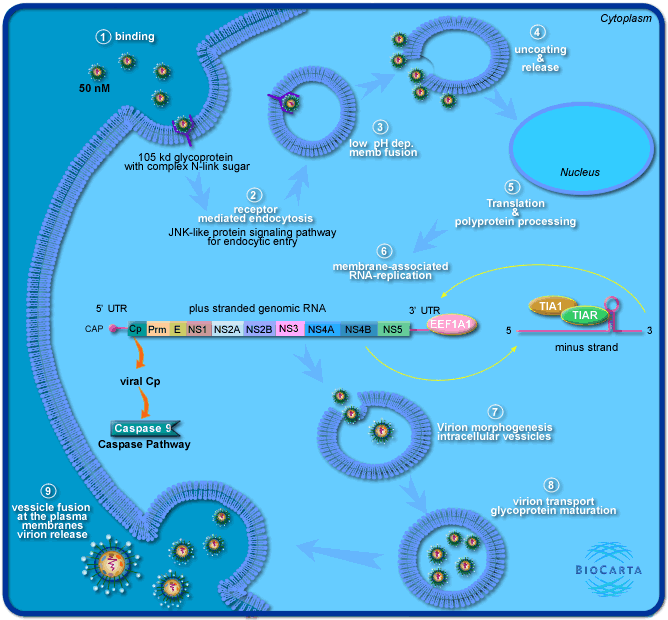 Cytoplasm
1 binding
50 nM
105 kd glycoprotein
with complex N-link sugar
2
receptor
mediated endocytosis
JNK-like protein signaling pathway
for endocytic entry
3
low pH dep.
memb fusion
4
uncoating
&
release
Nucleus
5
Translation
&
polyprotein processing
6
membrane-associated
RNA-replication
5' UTR
plus stranded genomic RNA
3' UTR
CAP
Cp Prm E NS1 NS2A NS2B NS3 NS4A NS4B NS5
EEF1A1
TIA1
TIAR
5
3
minus strand
viral Cp
Caspase 9
Caspase Pathway
7
Virion morphogenesis
intracellular vessicles
8
virion transport
glycoprotein maturation
9
vessicle fusion
at the plasma
membranes
virion release
BIOCARTA